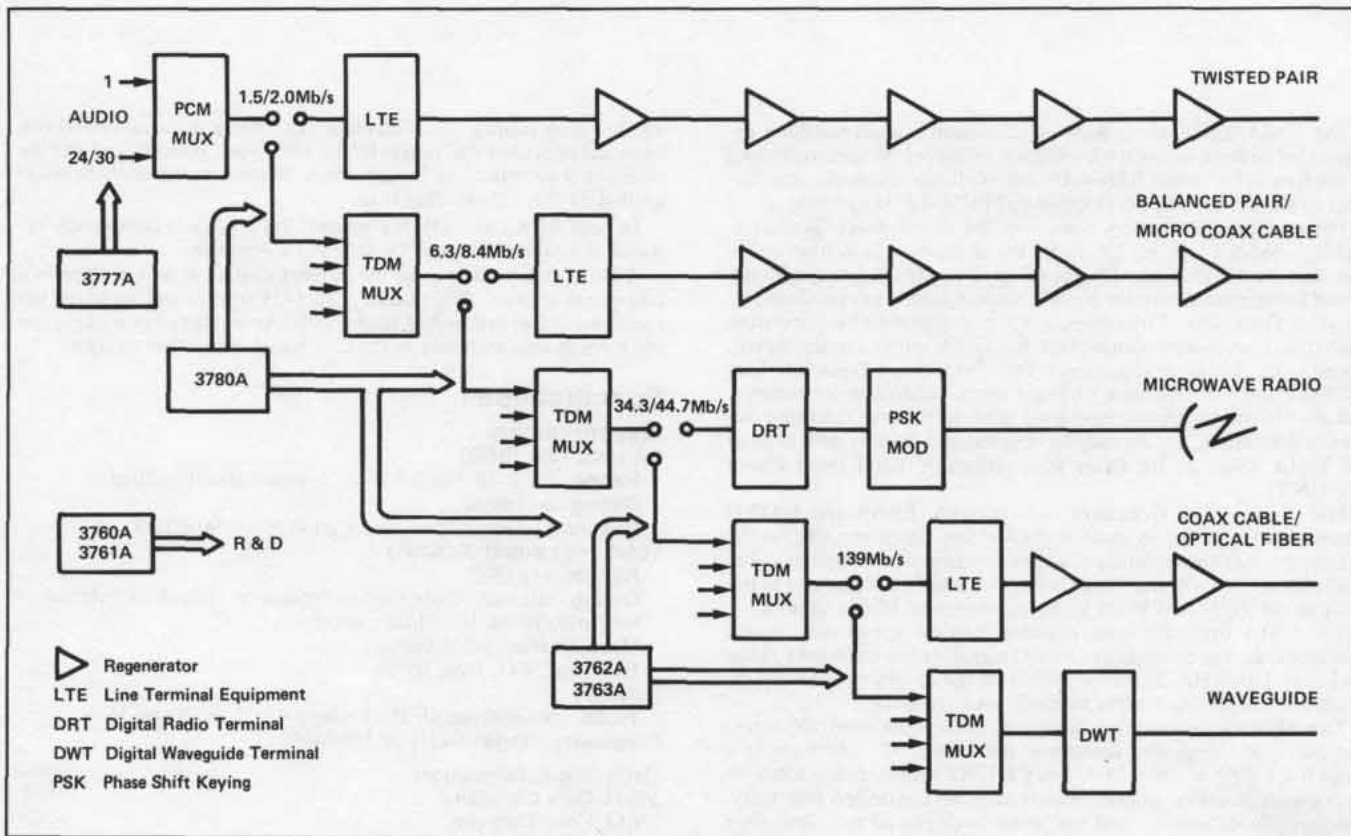 1
AUDIO
24/30
PCM
MUX
1.5/2.0Mb/s
LTE
TWISTED PAIR
3777A
TDM
MUX
6.3/8.4Mb/s
LTE
BALANCED PAIR/
MICRO COAX CABLE
3780A
TDM
MUX
34.3/44.7Mb/s
DRT
PSK
MOD
MICROWAVE RADIO
3760A
3761A
R & D
TDM
MUX
139Mb/s
LTE
COAX CABLE/
OPTICAL FIBER
3762A
3763A
TDM
MUX
DWT
WAVEGUIDE
Regenerator
LTE Line Terminal Equipment
DRT Digital Radio Terminal
DWT Digital Waveguide Terminal
PSK Phase Shift Keying